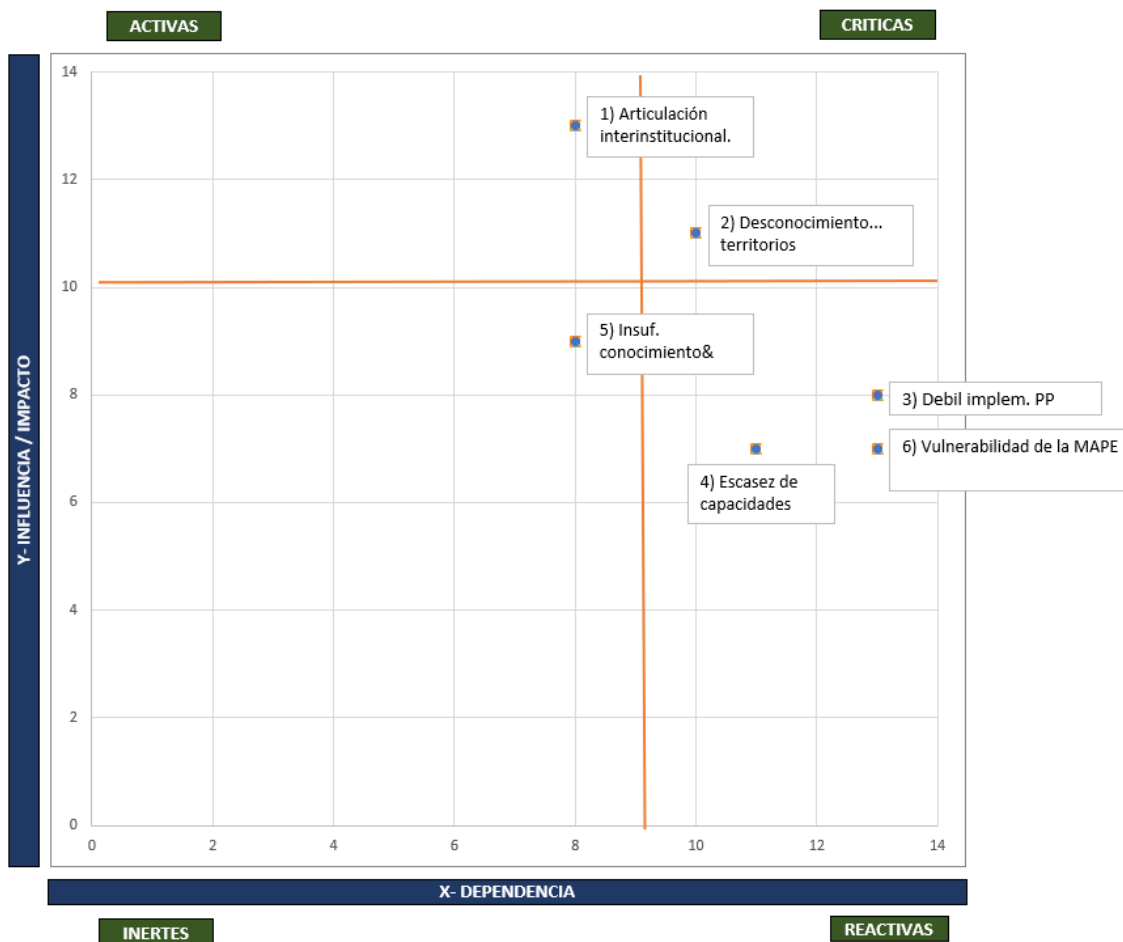 ACTIVAS
CRITICAS
14
12
10
8
6
4
2
0
Y- INFLUENCIA / IMPACTO
1) Articulación
interinstitucional.
2) Desconocimiento...
territorios
5) Insuf.
conocimiento&
3) Debil implem. PP
6) Vulnerabilidad de la MAPE
4) Escasez de
capacidades
0 2 4 6 8 10 12 14
X- DEPENDENCIA
INERTES
REACTIVAS